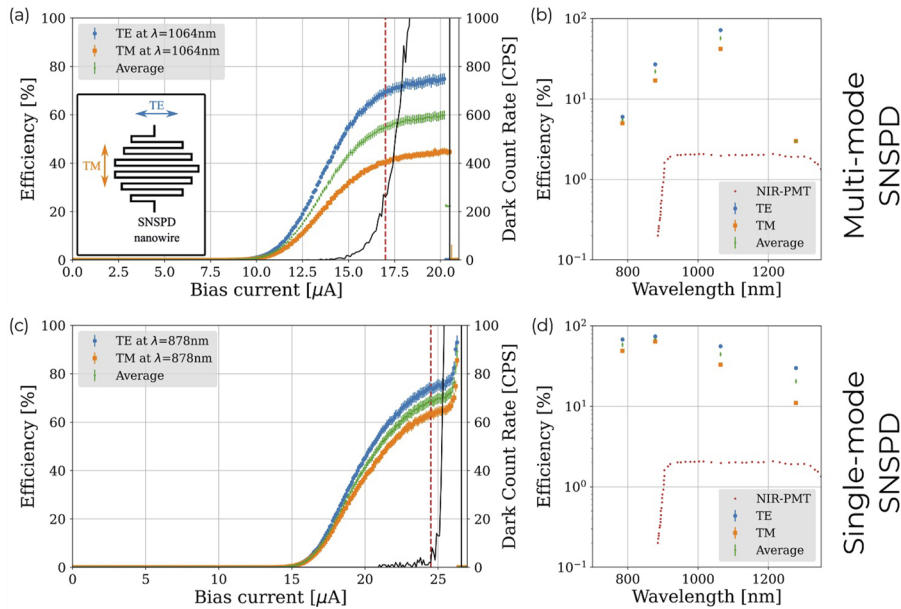 (a)
100
80
60
40
20
0
Efficiency [%]
TE at λ=1064nm
TM at λ=1064nm
Average
TE
TM
SNSPD
nanowire
0.0 2.5 5.0 7.5 10.0 12.5 15.0 17.5 20.0
Bias current [μA]
1000
800
600
400
200
0
Dark Count Rate [CPS]
(b)
10²
10¹
10⁰
10⁻¹
Efficiency [%]
NIR-PMT
TE
TM
Average
800 1000 1200
Wavelength [nm]
Multi-mode
SNSPD
(c)
100
80
60
40
20
0
Efficiency [%]
TE at λ=878nm
TM at λ=878nm
Average
0 5 10 15 20 25
Bias current [μA]
100
80
60
40
20
0
Dark Count Rate [CPS]
(d)
10²
10¹
10⁰
10⁻¹
Efficiency [%]
NIR-PMT
TE
TM
Average
800 1000 1200
Wavelength [nm]
Single-mode
SNSPD